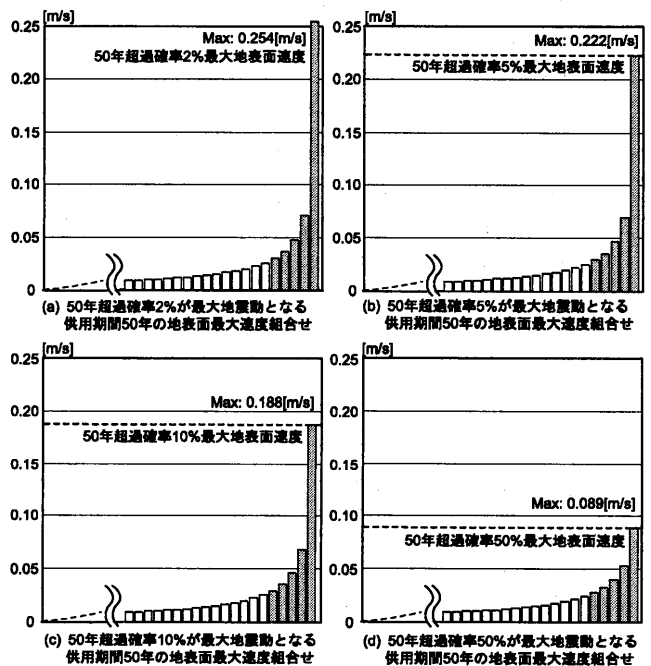 [m/s]
0.25
0.20
0.15
0.10
0.05
0
Max: 0.254[m/s]
50年超過確率2%最大地表面速度
(a) 50年超過確率2%が最大地震動となる
供用期間50年の地表面最大速度組合せ
[m/s]
0.25
0.20
0.15
0.10
0.05
0
Max: 0.222[m/s]
50年超過確率5%最大地表面速度
(b) 50年超過確率5%が最大地震動となる
供用期間50年の地表面最大速度組合せ
[m/s]
0.25
0.20
0.15
0.10
0.05
0
Max: 0.188[m/s]
50年超過確率10%最大地表面速度
(c) 50年超過確率10%が最大地震動となる
供用期間50年の地表面最大速度組合せ
[m/s]
0.25
0.20
0.15
0.10
0.05
0
Max: 0.089[m/s]
50年超過確率50%最大地表面速度
(d) 50年超過確率50%が最大地震動となる
供用期間50年の地表面最大速度組合せ